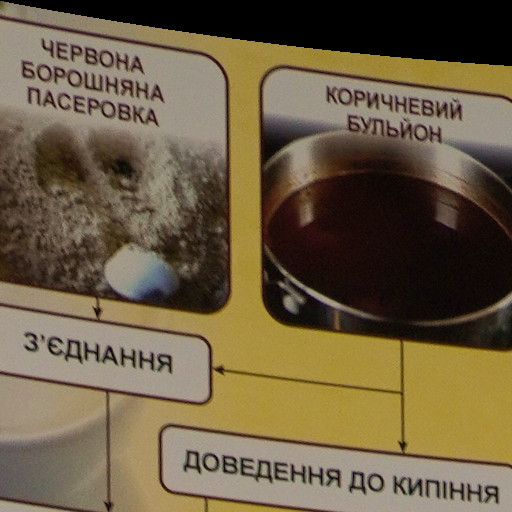 ЧЕРВОНА
БОРОШНЯНА
ПАСЕРОВКА
КОРИЧНЕВИЙ
БУЛЬЙОН
З'ЄДНАННЯ
ДОВЕДЕННЯ ДО КИПІННЯ